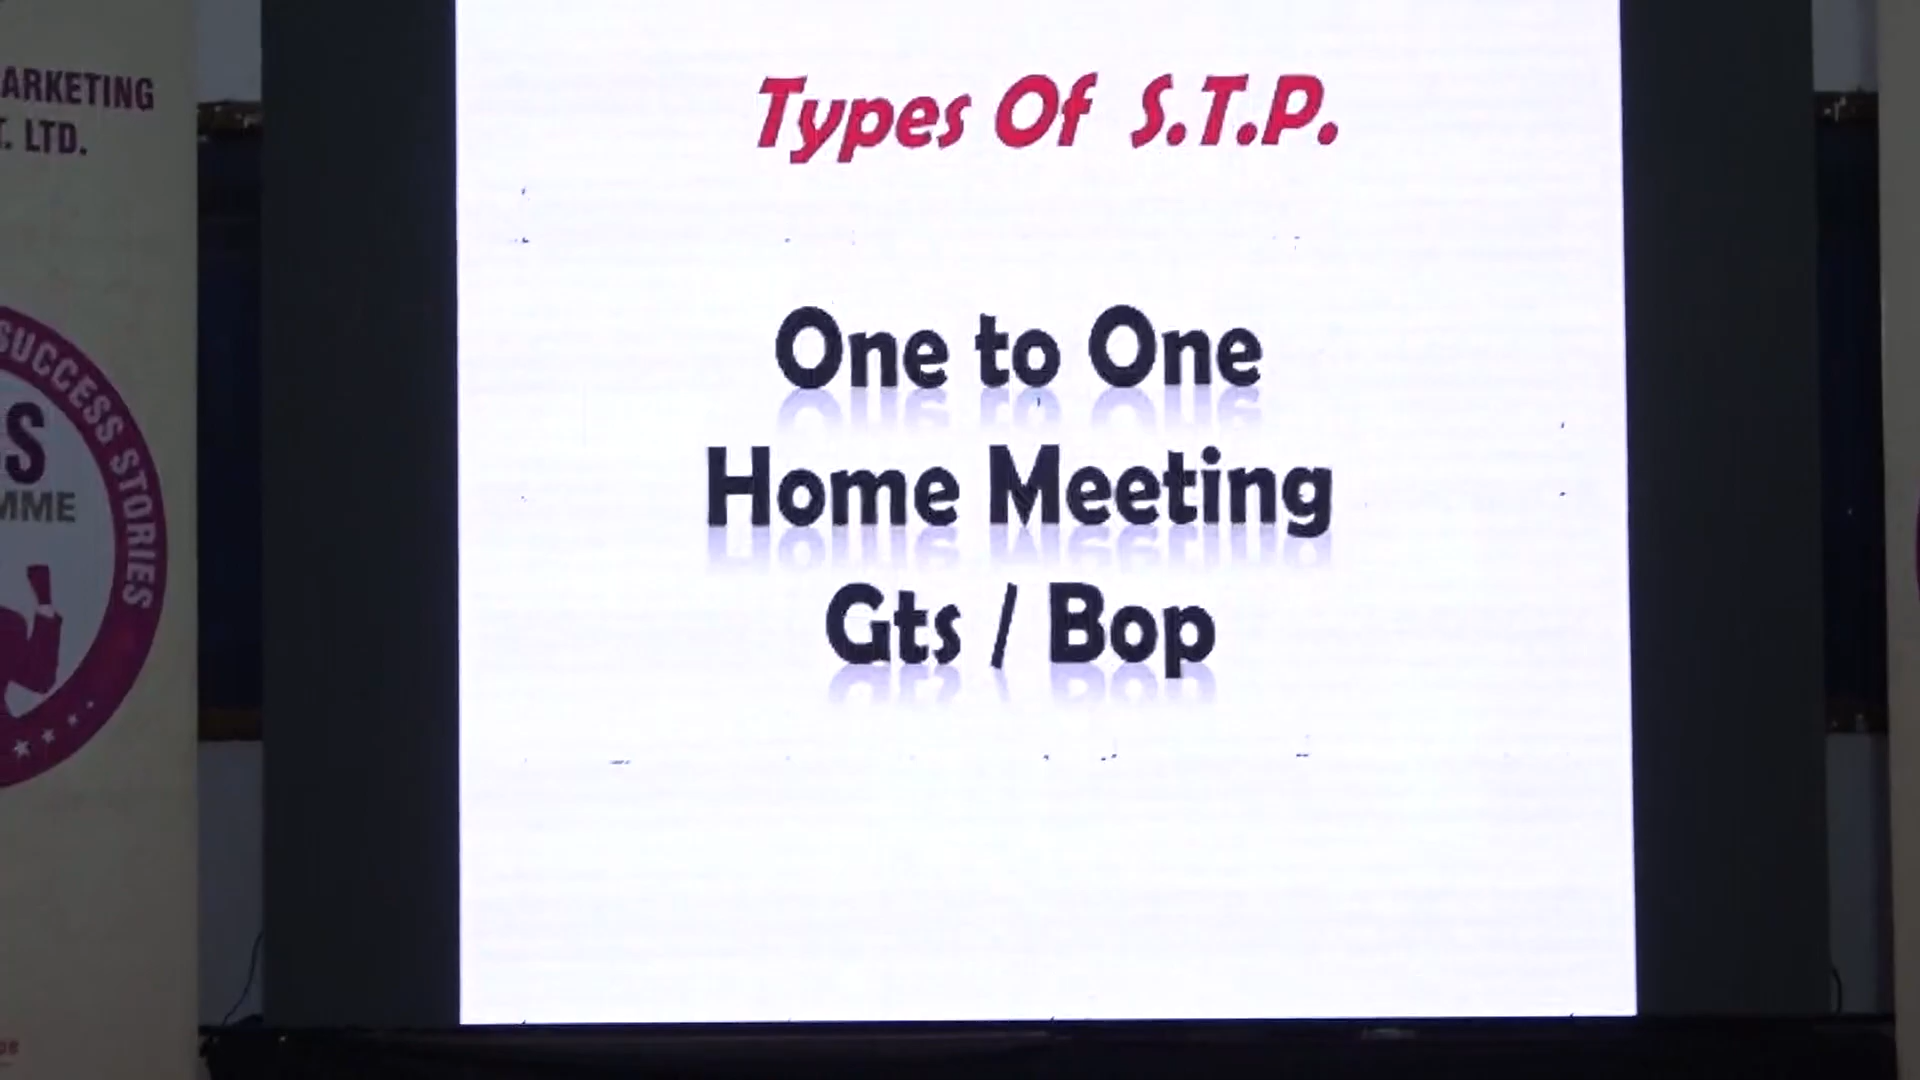 ARKETING
T. LTD.
SUCCESS STORIES
S
MME
Types Of S.T.P.
One to One
Home Meeting
Gts / Bop